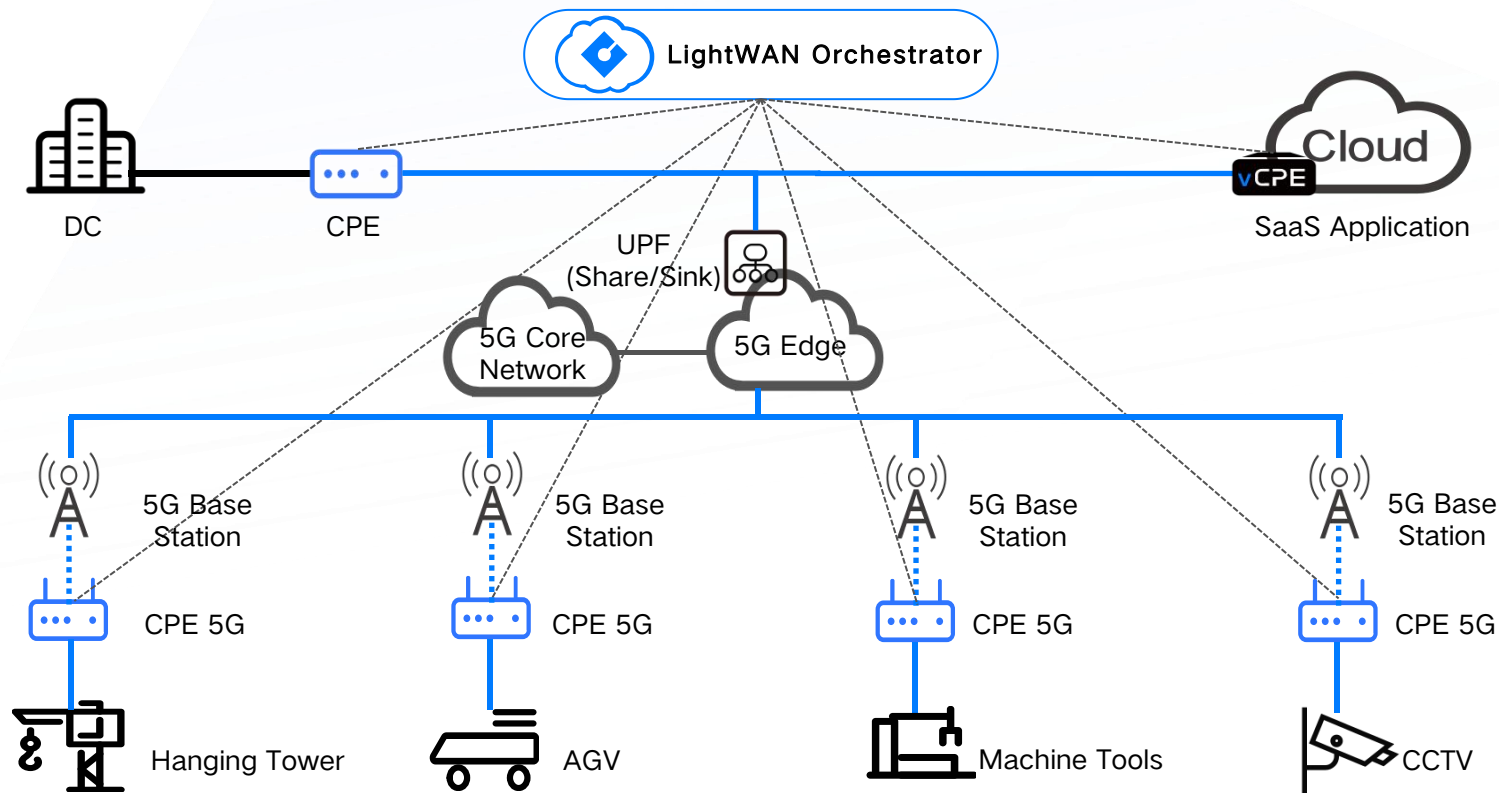 LightWAN Orchestrator
Cloud
vCPE
DC
CPE
SaaS Application
UPF
(Share/Sink)
5G Core
Network
5G Edge
5G Base
Station
5G Base
Station
5G Base
Station
5G Base
Station
CPE 5G
CPE 5G
CPE 5G
CPE 5G
Hanging Tower
AGV
Machine Tools
CCTV